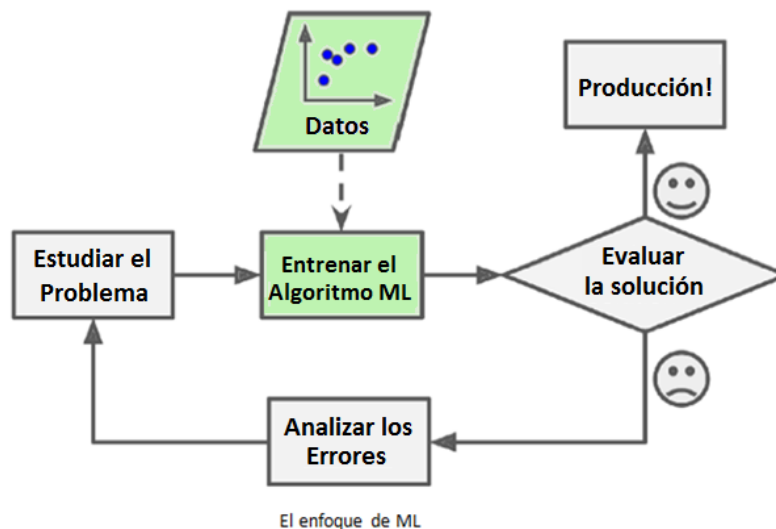 Datos
Producción!
Estudiar el
Problema
Entrenar el
Algoritmo ML
Evaluar
la solución
Analizar los
Errores
El enfoque de ML